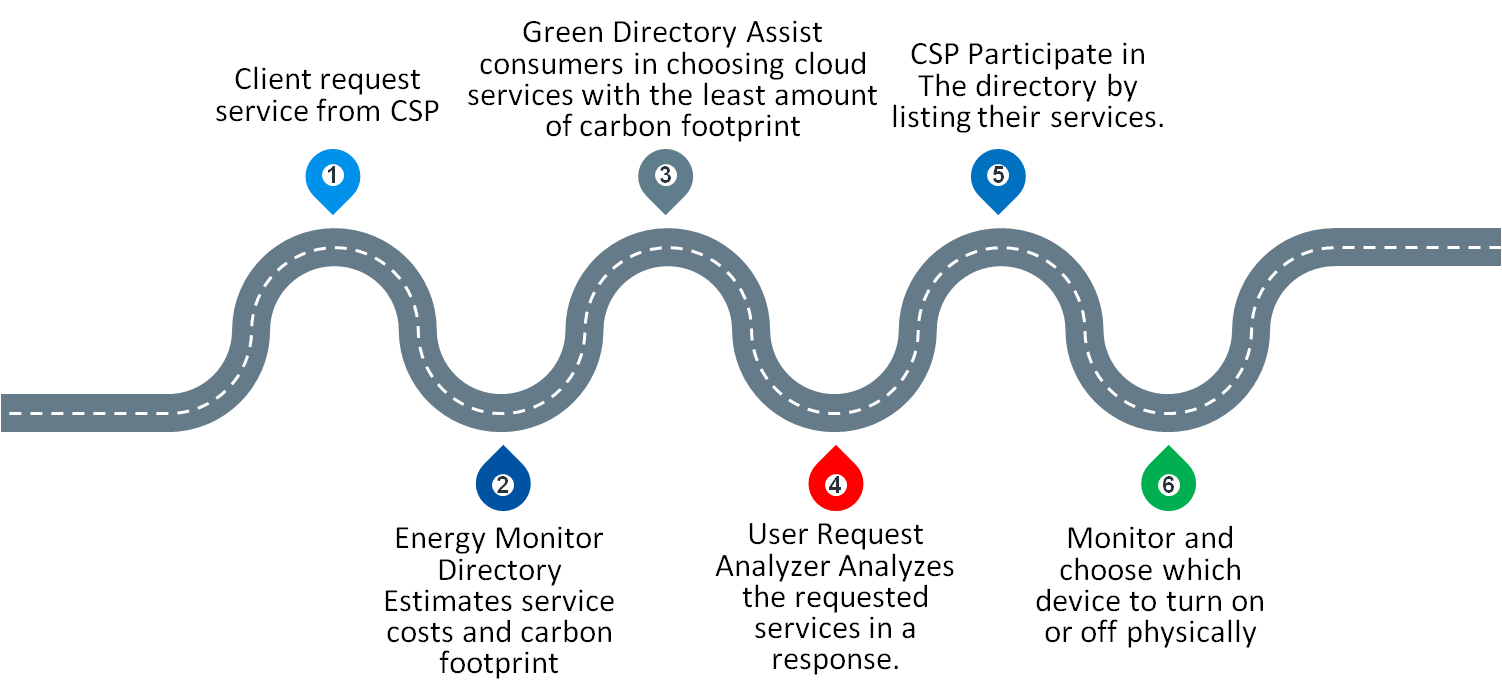 Client request
service from CSP
1
Energy Monitor
Directory
Estimates service
costs and carbon
footprint
2
Green Directory Assist
consumers in choosing cloud
services with the least amount
of carbon footprint
3
User Request
Analyzer Analyzes
the requested
services in a
response.
4
CSP Participate in
The directory by
listing their services.
5
Monitor and
choose which
device to turn on
or off physically
6